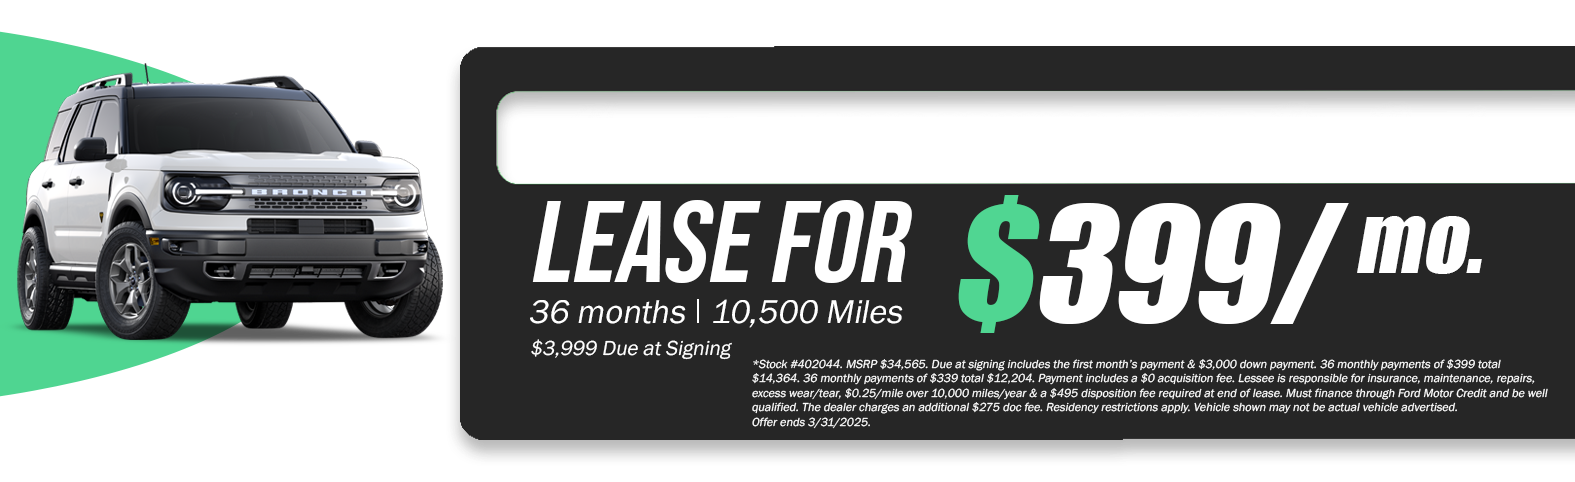 BRONCO
LEASE FOR $399/mo.
36 months | 10,500 Miles
$3,999 Due at Signing
*Stock #402044. MSRP $34,565. Due at signing includes the first month's payment & $3,000 down payment. 36 monthly payments of $399 total
$14,364. 36 monthly payments of $339 total $12,204. Payment includes a $0 acquisition fee. Lessee is responsible for insurance, maintenance, repairs,
excess wear/tear, $0.25/mile over 10,000 miles/year & a $495 disposition fee required at end of lease. Must finance through Ford Motor Credit and be well
qualified. The dealer charges an additional $275 doc fee. Residency restrictions apply. Vehicle shown may not be actual vehicle advertised.
Offer ends 3/31/2025.